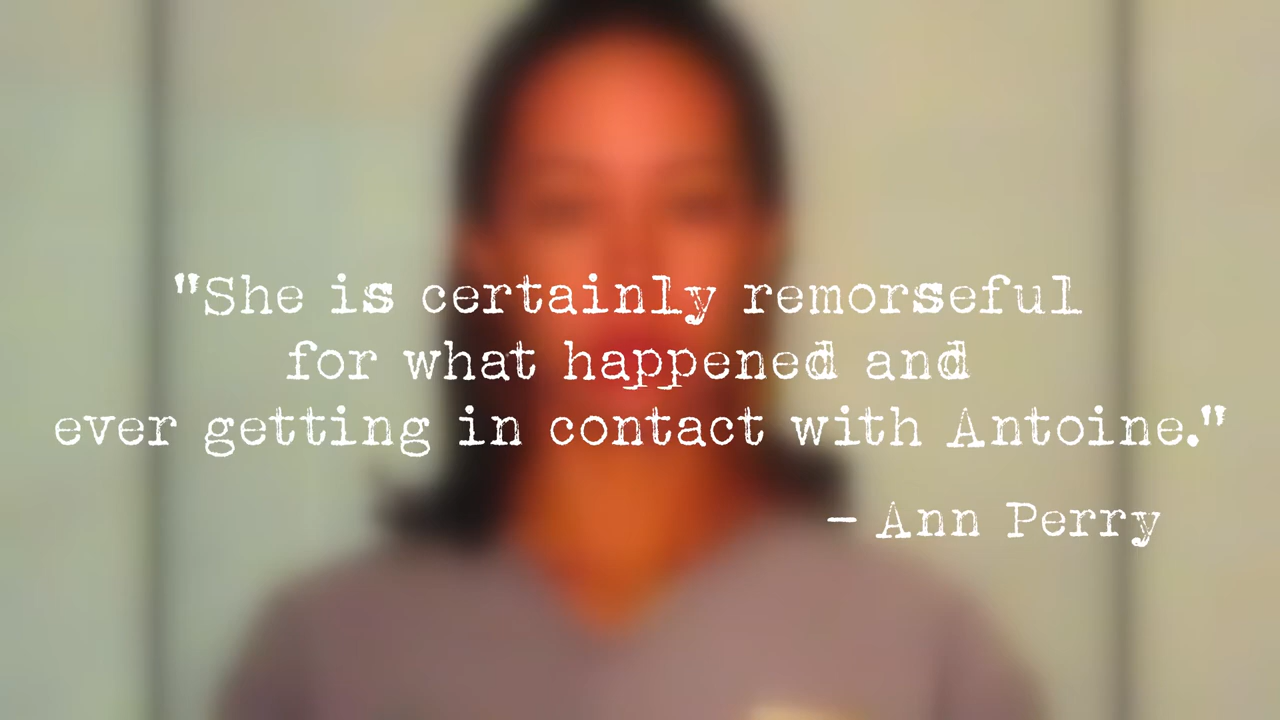 "She is certainly remorseful
for what happened and
ever getting in contact with Antoine."
– Ann Perry